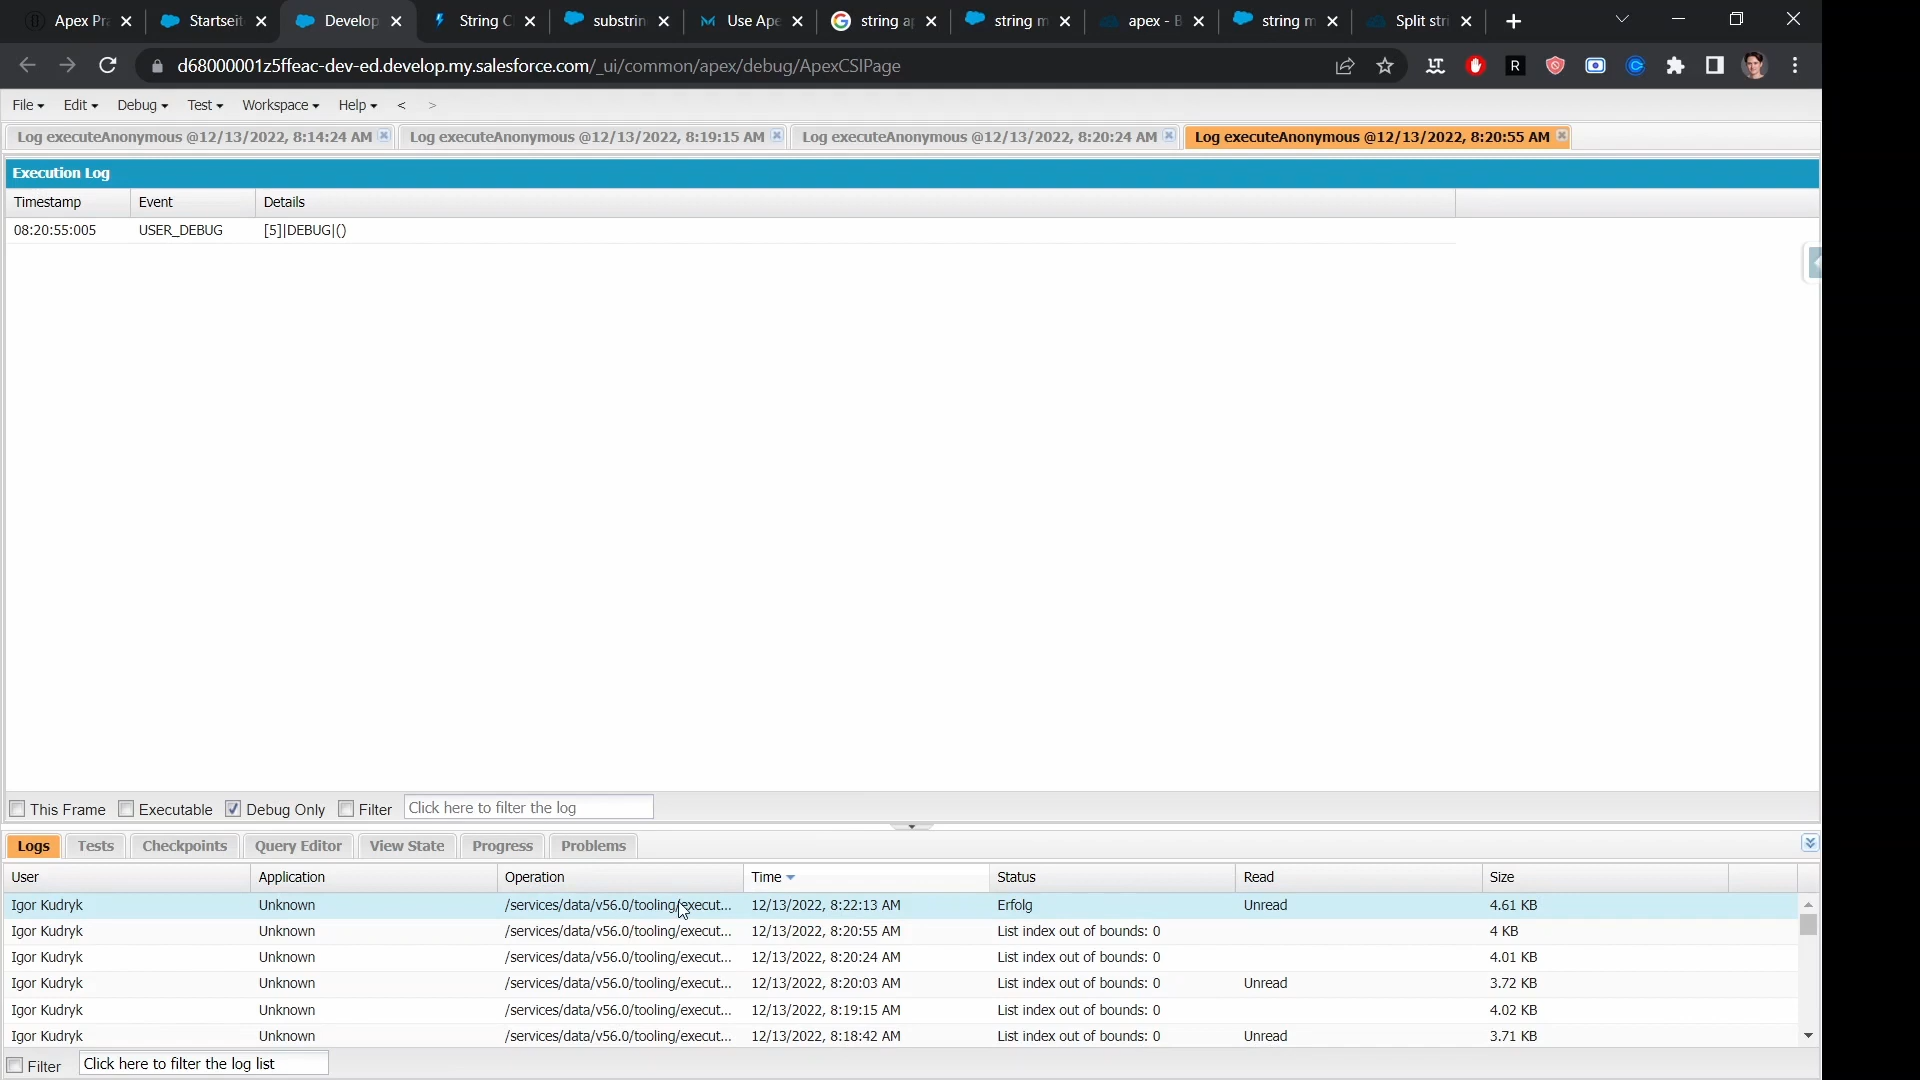 Apex Pr
Startseit
Develop
String C
substrin
Use Ape
string a
string m
apex - B
string m
Split stri
d68000001z5ffeac-dev-ed.develop.my.salesforce.com/_ui/common/apex/debug/ApexCSIPage
File Edit Debug Test Workspace Help < >
Log executeAnonymous @12/13/2022, 8:14:24 AM
Log executeAnonymous @12/13/2022, 8:19:15 AM
Log executeAnonymous @12/13/2022, 8:20:24 AM
Log executeAnonymous @12/13/2022, 8:20:55 AM
Execution Log
Timestamp Event Details
08:20:55:005 USER_DEBUG [5]|DEBUG|()
This Frame Executable Debug Only Filter Click here to filter the log
Logs Tests Checkpoints Query Editor View State Progress Problems
User Application Operation Time Status Read Size
Igor Kudryk Unknown /services/data/v56.0/tooling/execut... 12/13/2022, 8:22:13 AM Erfolg Unread 4.61 KB
Igor Kudryk Unknown /services/data/v56.0/tooling/execut... 12/13/2022, 8:20:55 AM List index out of bounds: 0 4 KB
Igor Kudryk Unknown /services/data/v56.0/tooling/execut... 12/13/2022, 8:20:24 AM List index out of bounds: 0 4.01 KB
Igor Kudryk Unknown /services/data/v56.0/tooling/execut... 12/13/2022, 8:20:03 AM List index out of bounds: 0 Unread 3.72 KB
Igor Kudryk Unknown /services/data/v56.0/tooling/execut... 12/13/2022, 8:19:15 AM List index out of bounds: 0 4.02 KB
Igor Kudryk Unknown /services/data/v56.0/tooling/execut... 12/13/2022, 8:18:42 AM List index out of bounds: 0 Unread 3.71 KB
Filter Click here to filter the log list